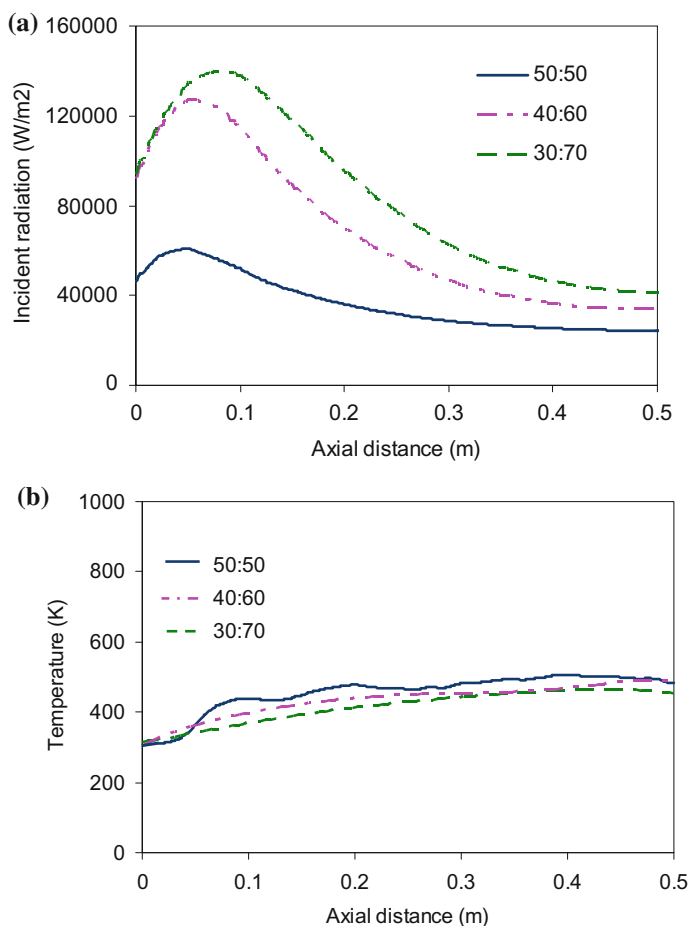 (a)
160000
120000
80000
40000
0
Incident radiation (W/m2)
50:50
40:60
30:70
0 0.1 0.2 0.3 0.4 0.5
Axial distance (m)
(b)
1000
800
600
400
200
0
Temperature (K)
50:50
40:60
30:70
0 0.1 0.2 0.3 0.4 0.5
Axial distance (m)